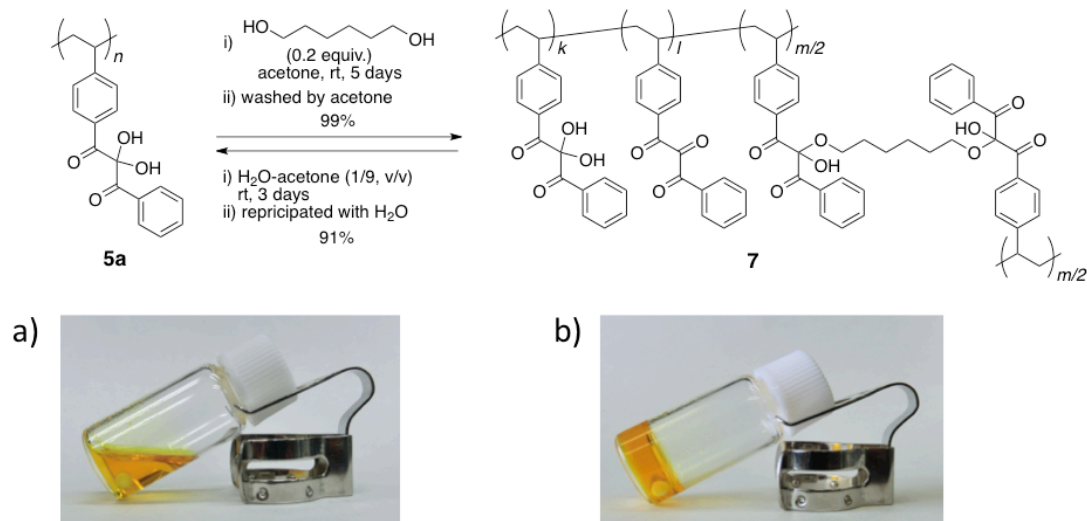 n
HO
OH
i)
(0.2 equiv.)
acetone, rt, 5 days
ii) washed by acetone
99%
i) H₂O-acetone (1/9, v/v)
rt, 3 days
ii) repricipated with H₂O
91%
OH
OH
O
O
5a
k
l
m/2
O
OH
OH
O
O
O
O
O
O
OH
O
O
HO
O
O
O
7
m/2
a)
b)